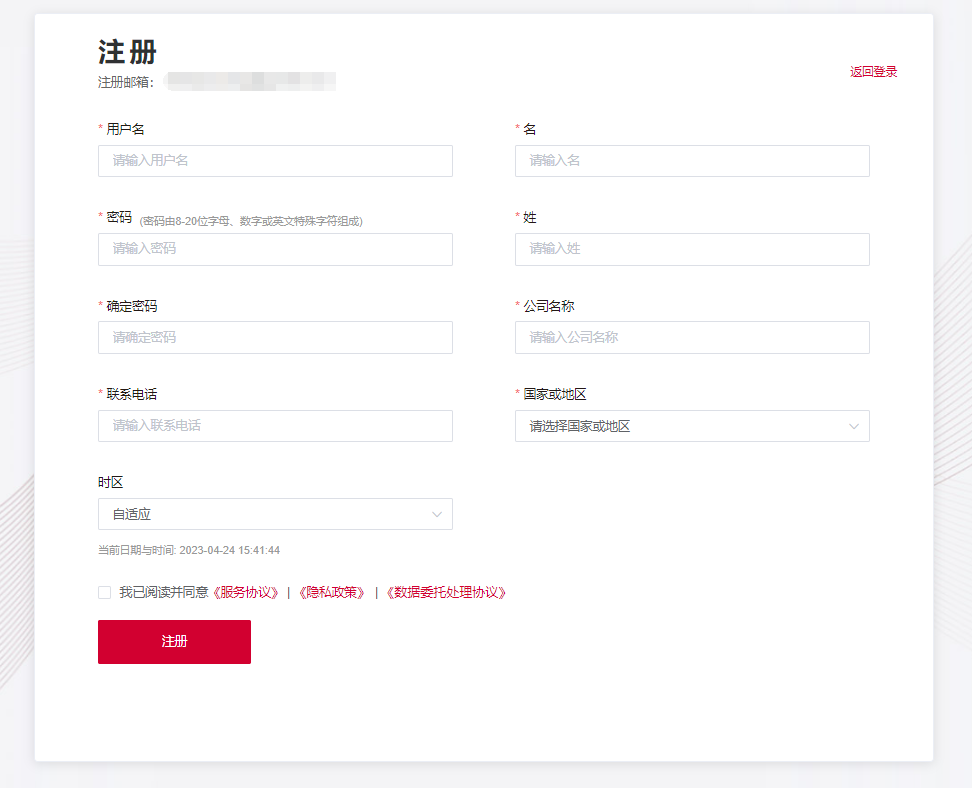 注册
注册邮箱：
返回登录
* 用户名
* 名
请输入用户名
请输入名
* 密码 (密码由8-20位字母、数字或英文特殊字符组成)
* 姓
请输入密码
请输入姓
* 确定密码
* 公司名称
请确定密码
请输入公司名称
* 联系电话
* 国家或地区
请输入联系电话
请选择国家或地区
时区
自适应
当前日期与时间: 2023-04-24 15:41:44
我已阅读并同意《服务协议》 | 《隐私政策》 | 《数据委托处理协议》
注册